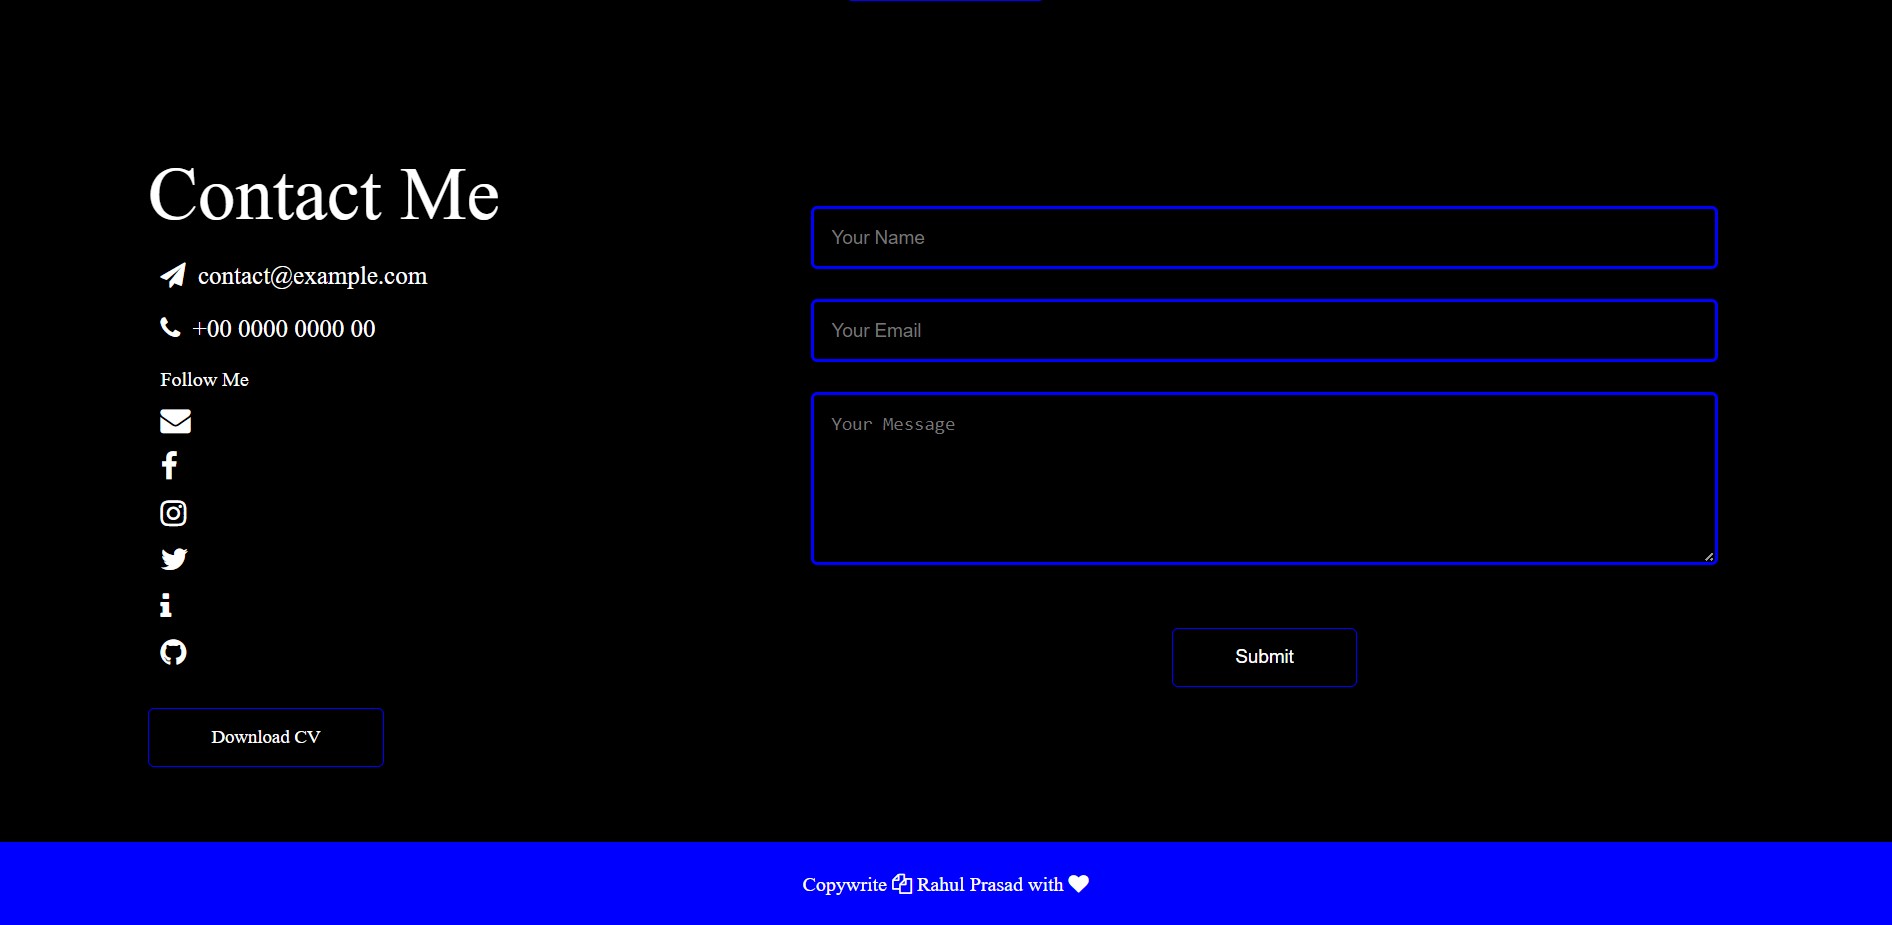 Contact Me
contact@example.com
+00 0000 0000 00
Follow Me
Download CV
Your Name
Your Email
Your Message
Submit
Copywrite Rahul Prasad with